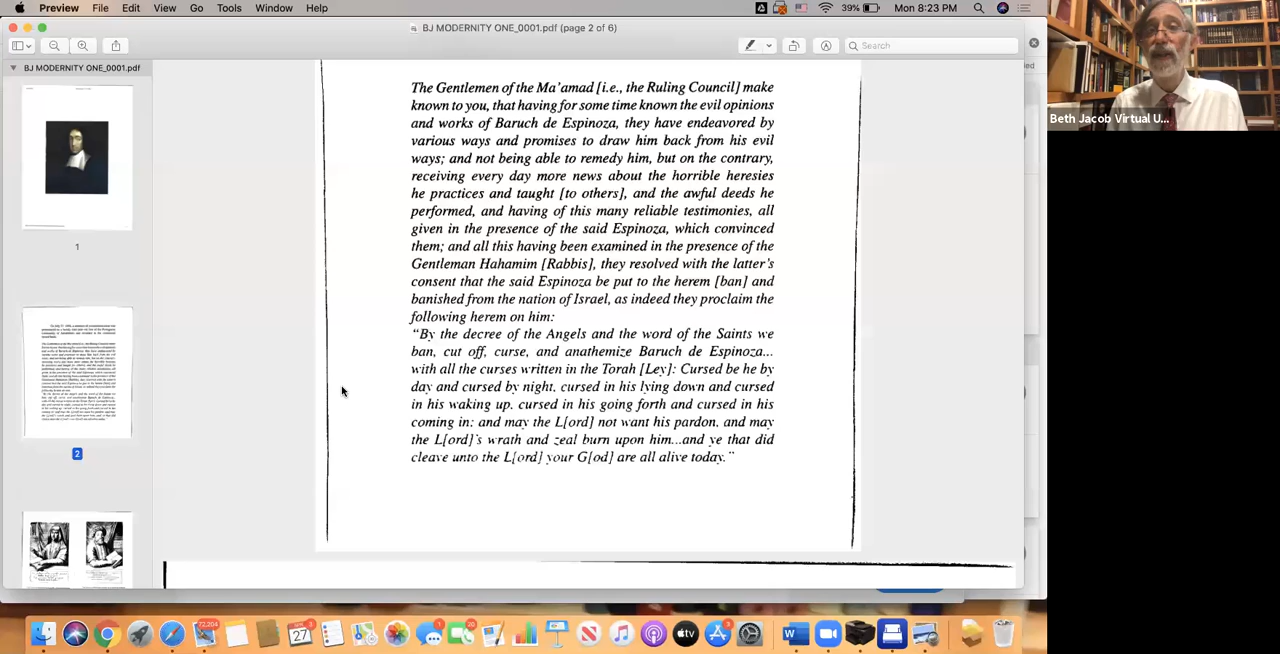 Preview File Edit View Go Tools Window Help
39% Mon 8:23 PM
BJ MODERNITY ONE_0001.pdf (page 2 of 6)
Search
BJ MODERNITY ONE_0001.pdf
1
2
The Gentlemen of the Ma'amad [i.e., the Ruling Council] make
known to you, that having for some time known the evil opinions
and works of Baruch de Espinoza, they have endeavored by
various ways and promises to draw him back from his evil
ways; and not being able to remedy him, but on the contrary,
receiving every day more news about the horrible heresies
he practices and taught [to others], and the awful deeds he
performed, and having of this many reliable testimonies, all
given in the presence of the said Espinoza, which convinced
them; and all this having been examined in the presence of the
Gentleman Hahamim [Rabbis], they resolved with the latter's
consent that the said Espinoza be put to the herem [ban] and
banished from the nation of Israel, as indeed they proclaim the
following herem on him:
"By the decree of the Angels and the word of the Saints we
ban, cut off, curse, and anathemize Baruch de Espinoza...
with all the curses written in the Torah [Ley]: Cursed be he by
day and cursed by night, cursed in his lying down and cursed
in his waking up, cursed in his going forth and cursed in his
coming in: and may the L[ord] not want his pardon, and may
the L[ord]'s wrath and zeal burn upon him...and ye that did
cleave unto the L[ord] your G[od] are all alive today."
Beth Jacob Virtual U...
72,204
27